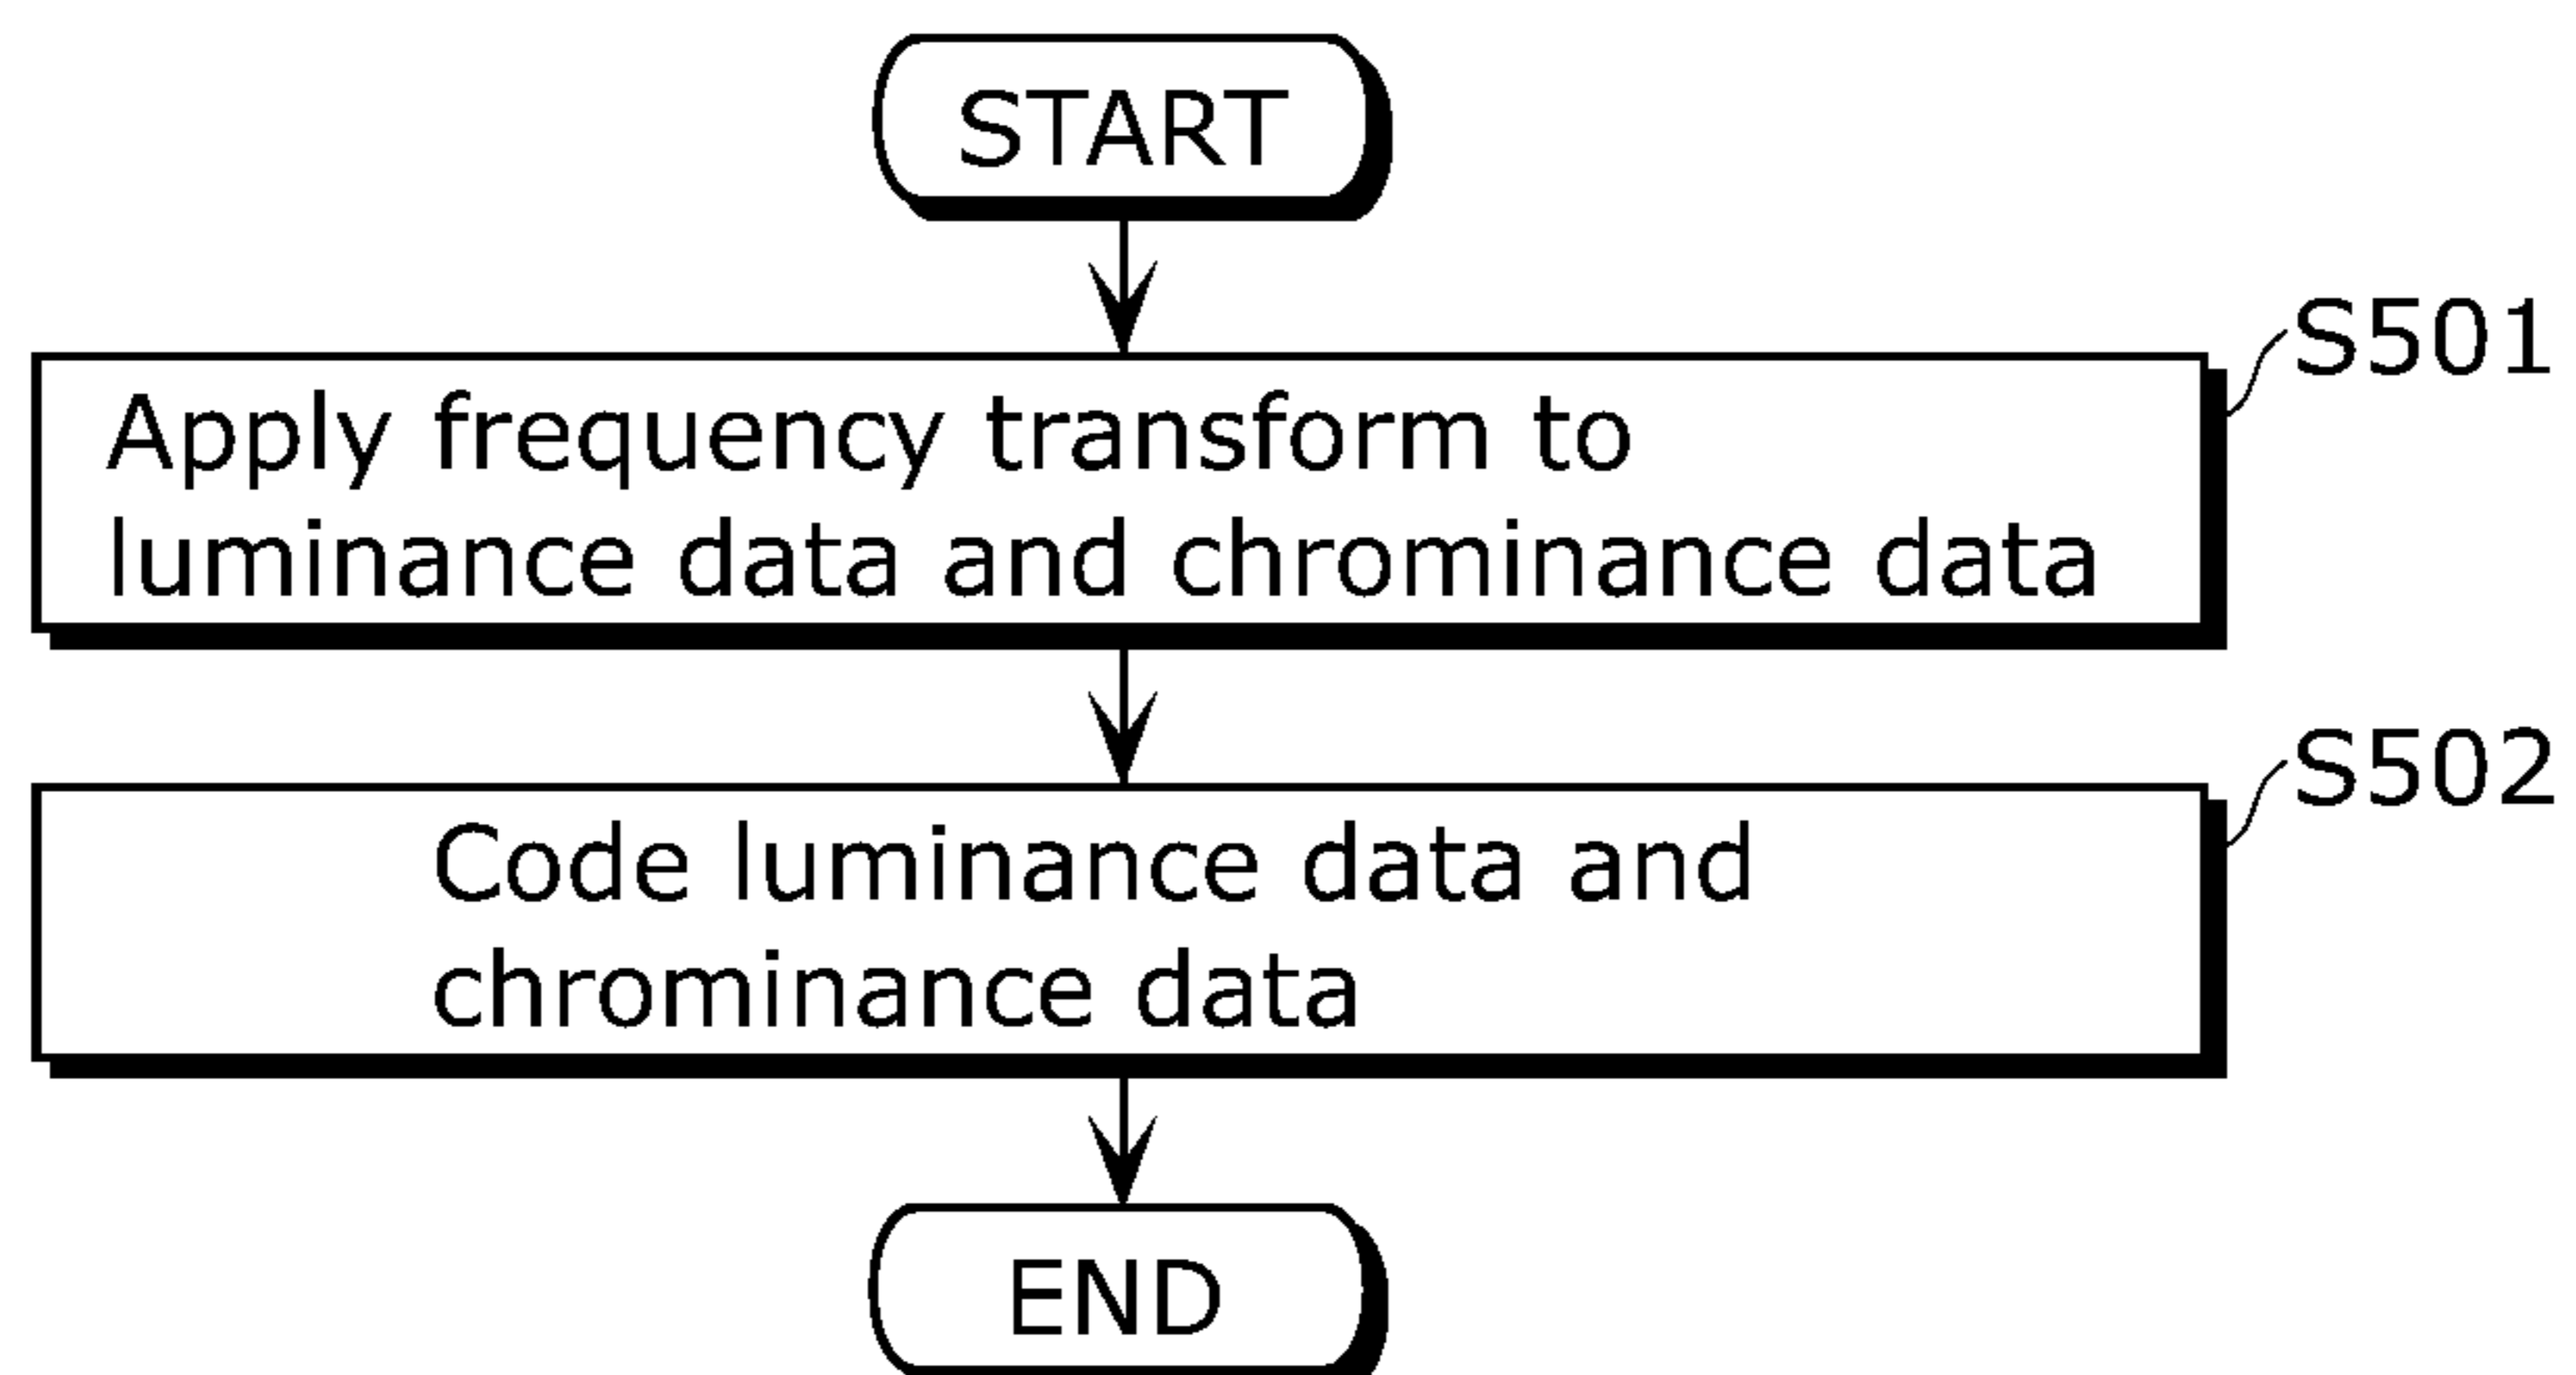 START
S501
Apply frequency transform to
luminance data and chrominance data
S502
Code luminance data and
chrominance data
END